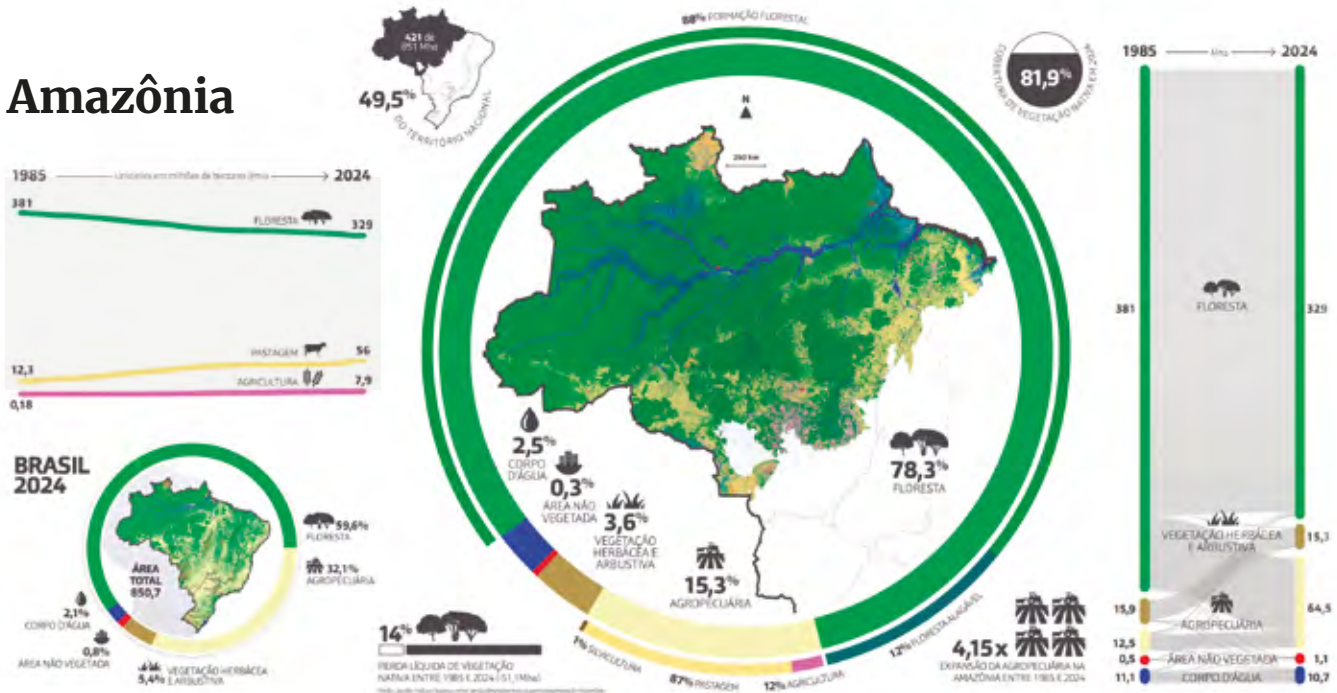 Amazônia
421 de
851 Mha
49,5%
DO TERRITÓRIO NACIONAL
88% FORMAÇÃO FLORESTAL
81,9%
COBERTURA DE VEGETAÇÃO NATIVA EM 2024
N
250 km
1985
2024
381
FLORESTA
329
PASTAGEM
56
12,3
AGRICULTURA
7,9
0,18
BRASIL
2024
ÁREA
TOTAL
850,7
59,6%
FLORESTA
32,1%
AGROPECUÁRIA
2,1%
CORPO D'ÁGUA
0,8%
ÁREA NÃO VEGETADA
5,4%
VEGETAÇÃO HERBÁCEA
E ARBUSTIVA
2,5%
CORPO
D'ÁGUA
0,3%
ÁREA NÃO
VEGETADA
3,6%
VEGETAÇÃO
HERBÁCEA E
ARBUSTIVA
15,3%
AGROPECUÁRIA
78,3%
FLORESTA
1% SILVICULTURA
87% PASTAGEM
12% AGRICULTURA
12% FLORESTA ALAGÁVEL
14%
PERDA LÍQUIDA DE VEGETAÇÃO
NATIVA ENTRE 1985 E 2024 (51,1Mha)
4,15x
EXPANSÃO DA AGROPECUÁRIA NA
AMAZÔNIA ENTRE 1985 E 2024
1985
Mha
2024
381
FLORESTA
329
VEGETAÇÃO HERBÁCEA
E ARBUSTIVA
15,3
15,9
AGROPECUÁRIA
64,5
12,5
0,5
ÁREA NÃO VEGETADA
1,1
11,1
CORPO D'ÁGUA
10,7